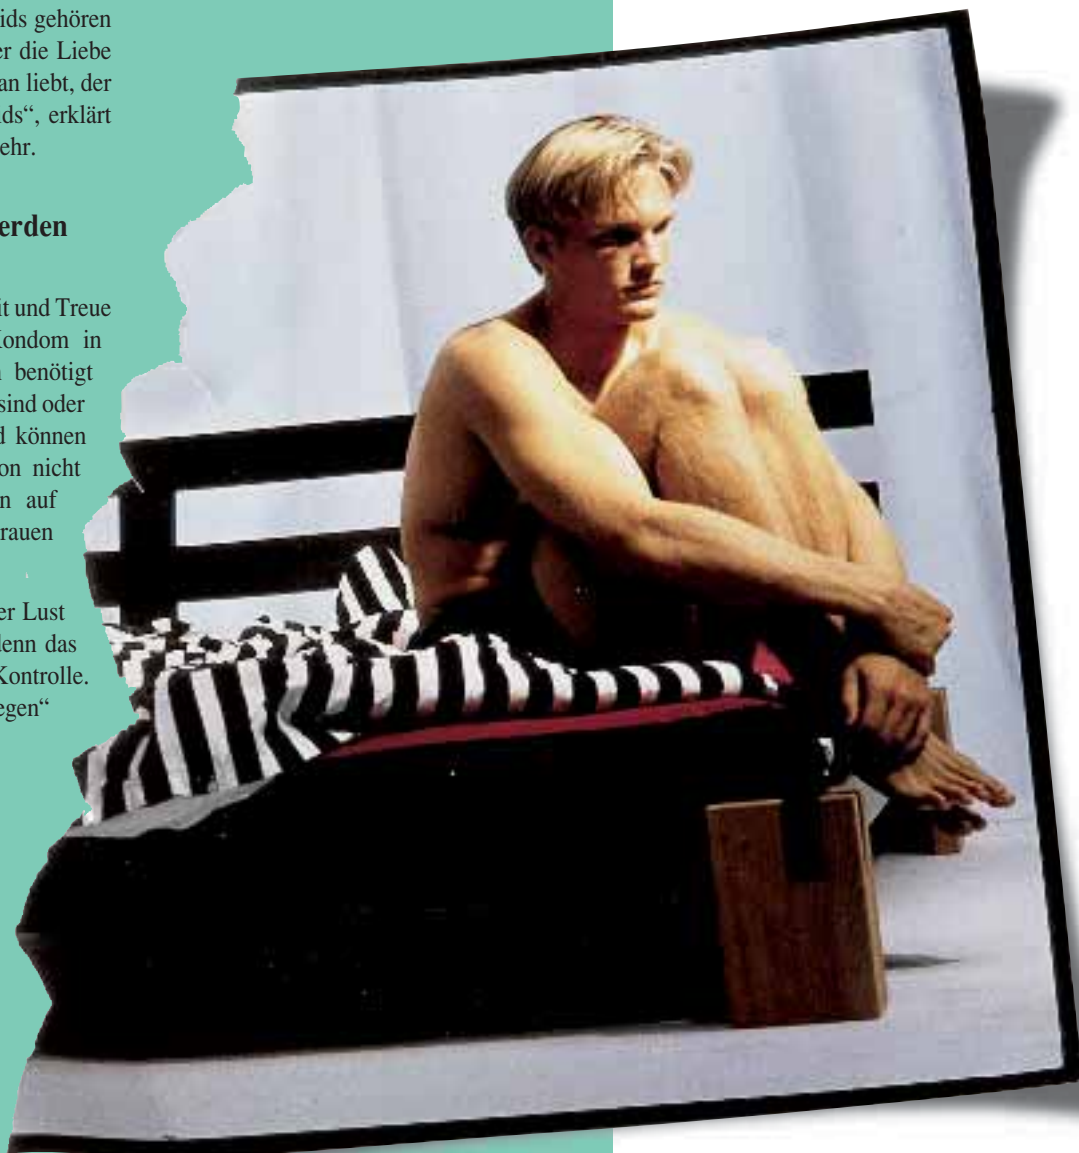 ids gehören
er die Liebe
an liebt, der
ds“, erklärt
ehr.
erden
it und Treue
Kondom in
benötigt
sind oder
d können
on nicht
n auf
rauen
er Lust
denn das
Kontrolle.
egen“